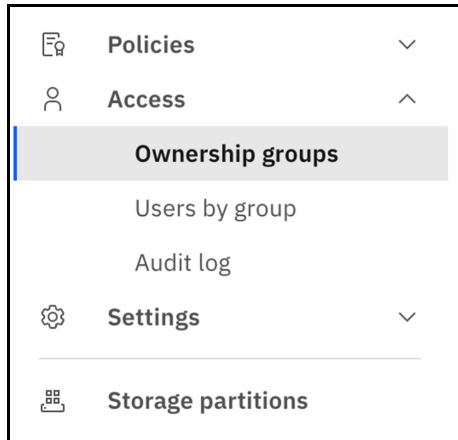 Policies
Access
Ownership groups
Users by group
Audit log
Settings
Storage partitions